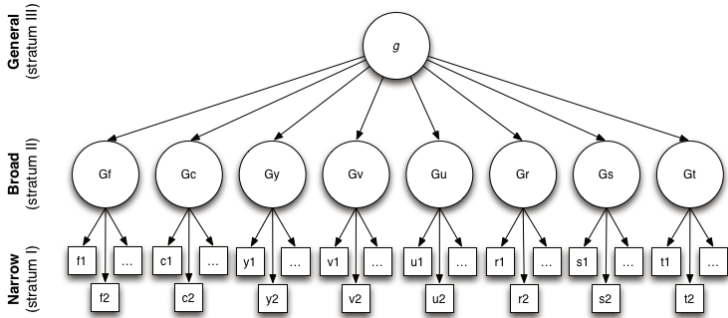 General
(stratum III)
g
Broad
(stratum II)
Gf Gc Gy Gv Gu Gr Gs Gt
Narrow
(stratum I)
f1 ... c1 ... y1 ... v1 ... u1 ... r1 ... s1 ... t1 ...
f2 c2 y2 v2 u2 r2 s2 t2